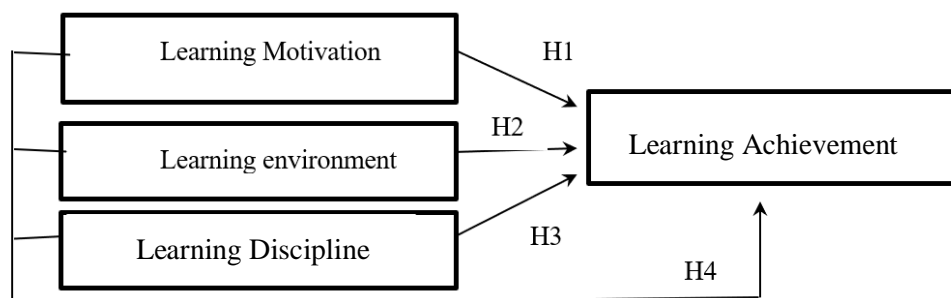 Learning Motivation
H1
H2
Learning environment
Learning Achievement
Learning Discipline
H3
H4